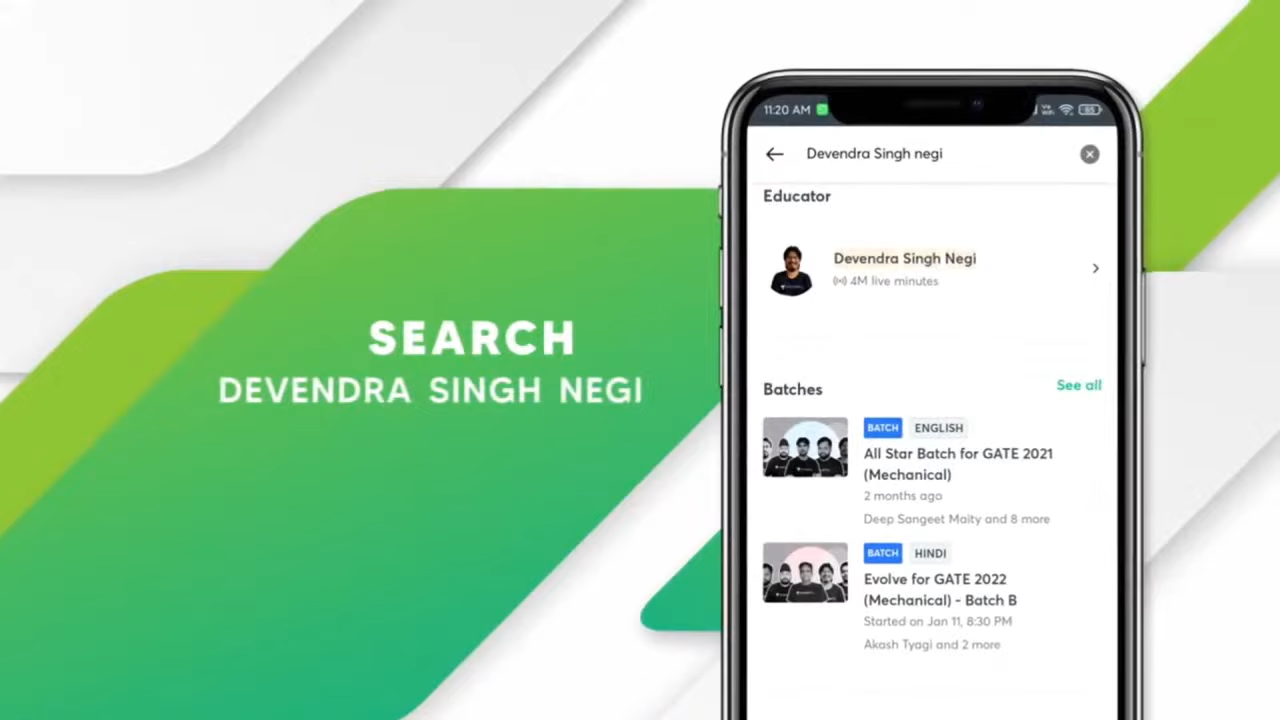 SEARCH
DEVENDRA SINGH NEGI
11:20 AM
Devendra Singh negi
Educator
Devendra Singh Negi
4M live minutes
Batches
See all
BATCH ENGLISH
All Star Batch for GATE 2021
(Mechanical)
2 months ago
Deep Sangeet Maity and 8 more
BATCH HINDI
Evolve for GATE 2022
(Mechanical) - Batch B
Started on Jan 11, 8:30 PM
Akash Tyagi and 2 more